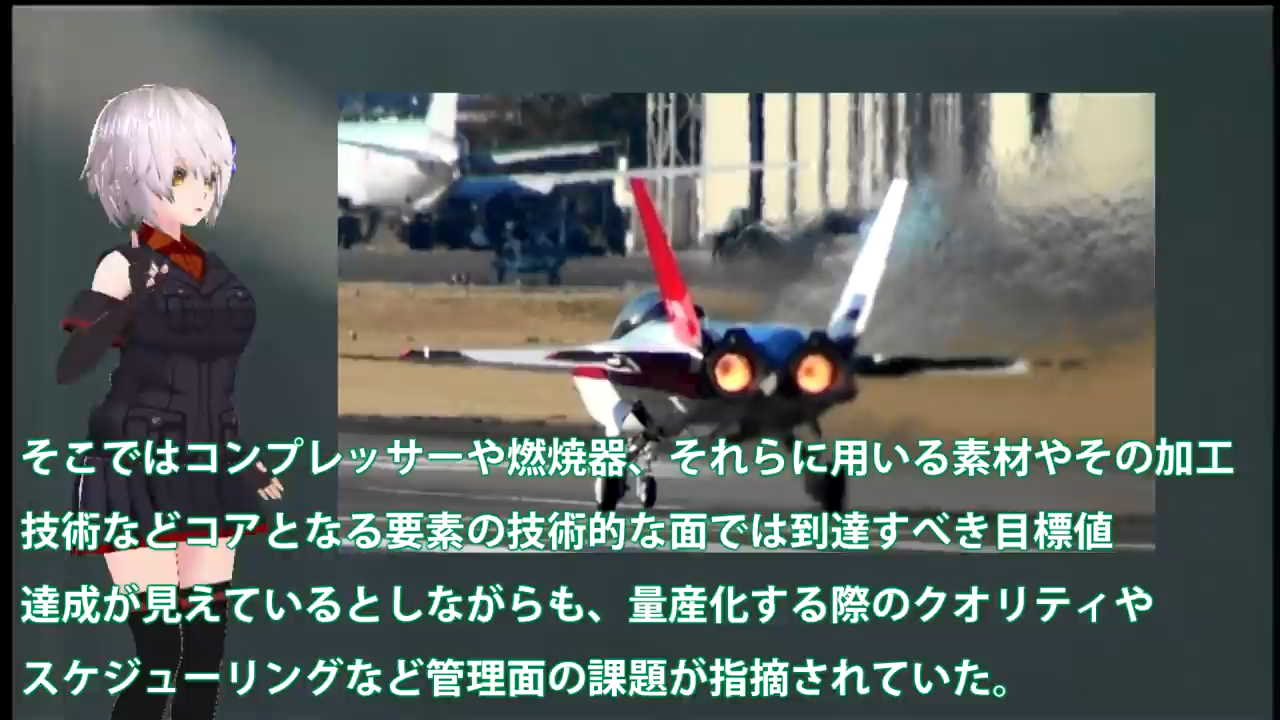 そこではコンプレッサーや燃焼器、それらに用いる素材やその加工
技術などコアとなる要素の技術的な面では到達すべき目標値
達成が見えているとしながらも、量産化する際のクオリティや
スケジューリングなど管理面の課題が指摘されていた。